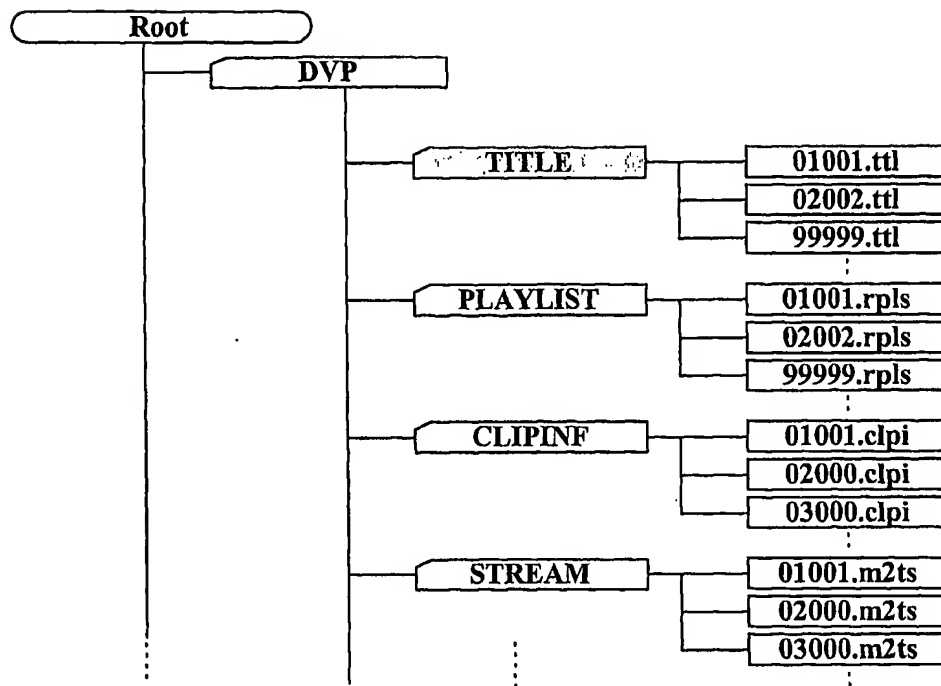 Root
DVP
TITLE
01001.ttl
02002.ttl
99999.ttl
PLAYLIST
01001.rpls
02002.rpls
99999.rpls
CLIPINF
01001.clpi
02000.clpi
03000.clpi
STREAM
01001.m2ts
02000.m2ts
03000.m2ts